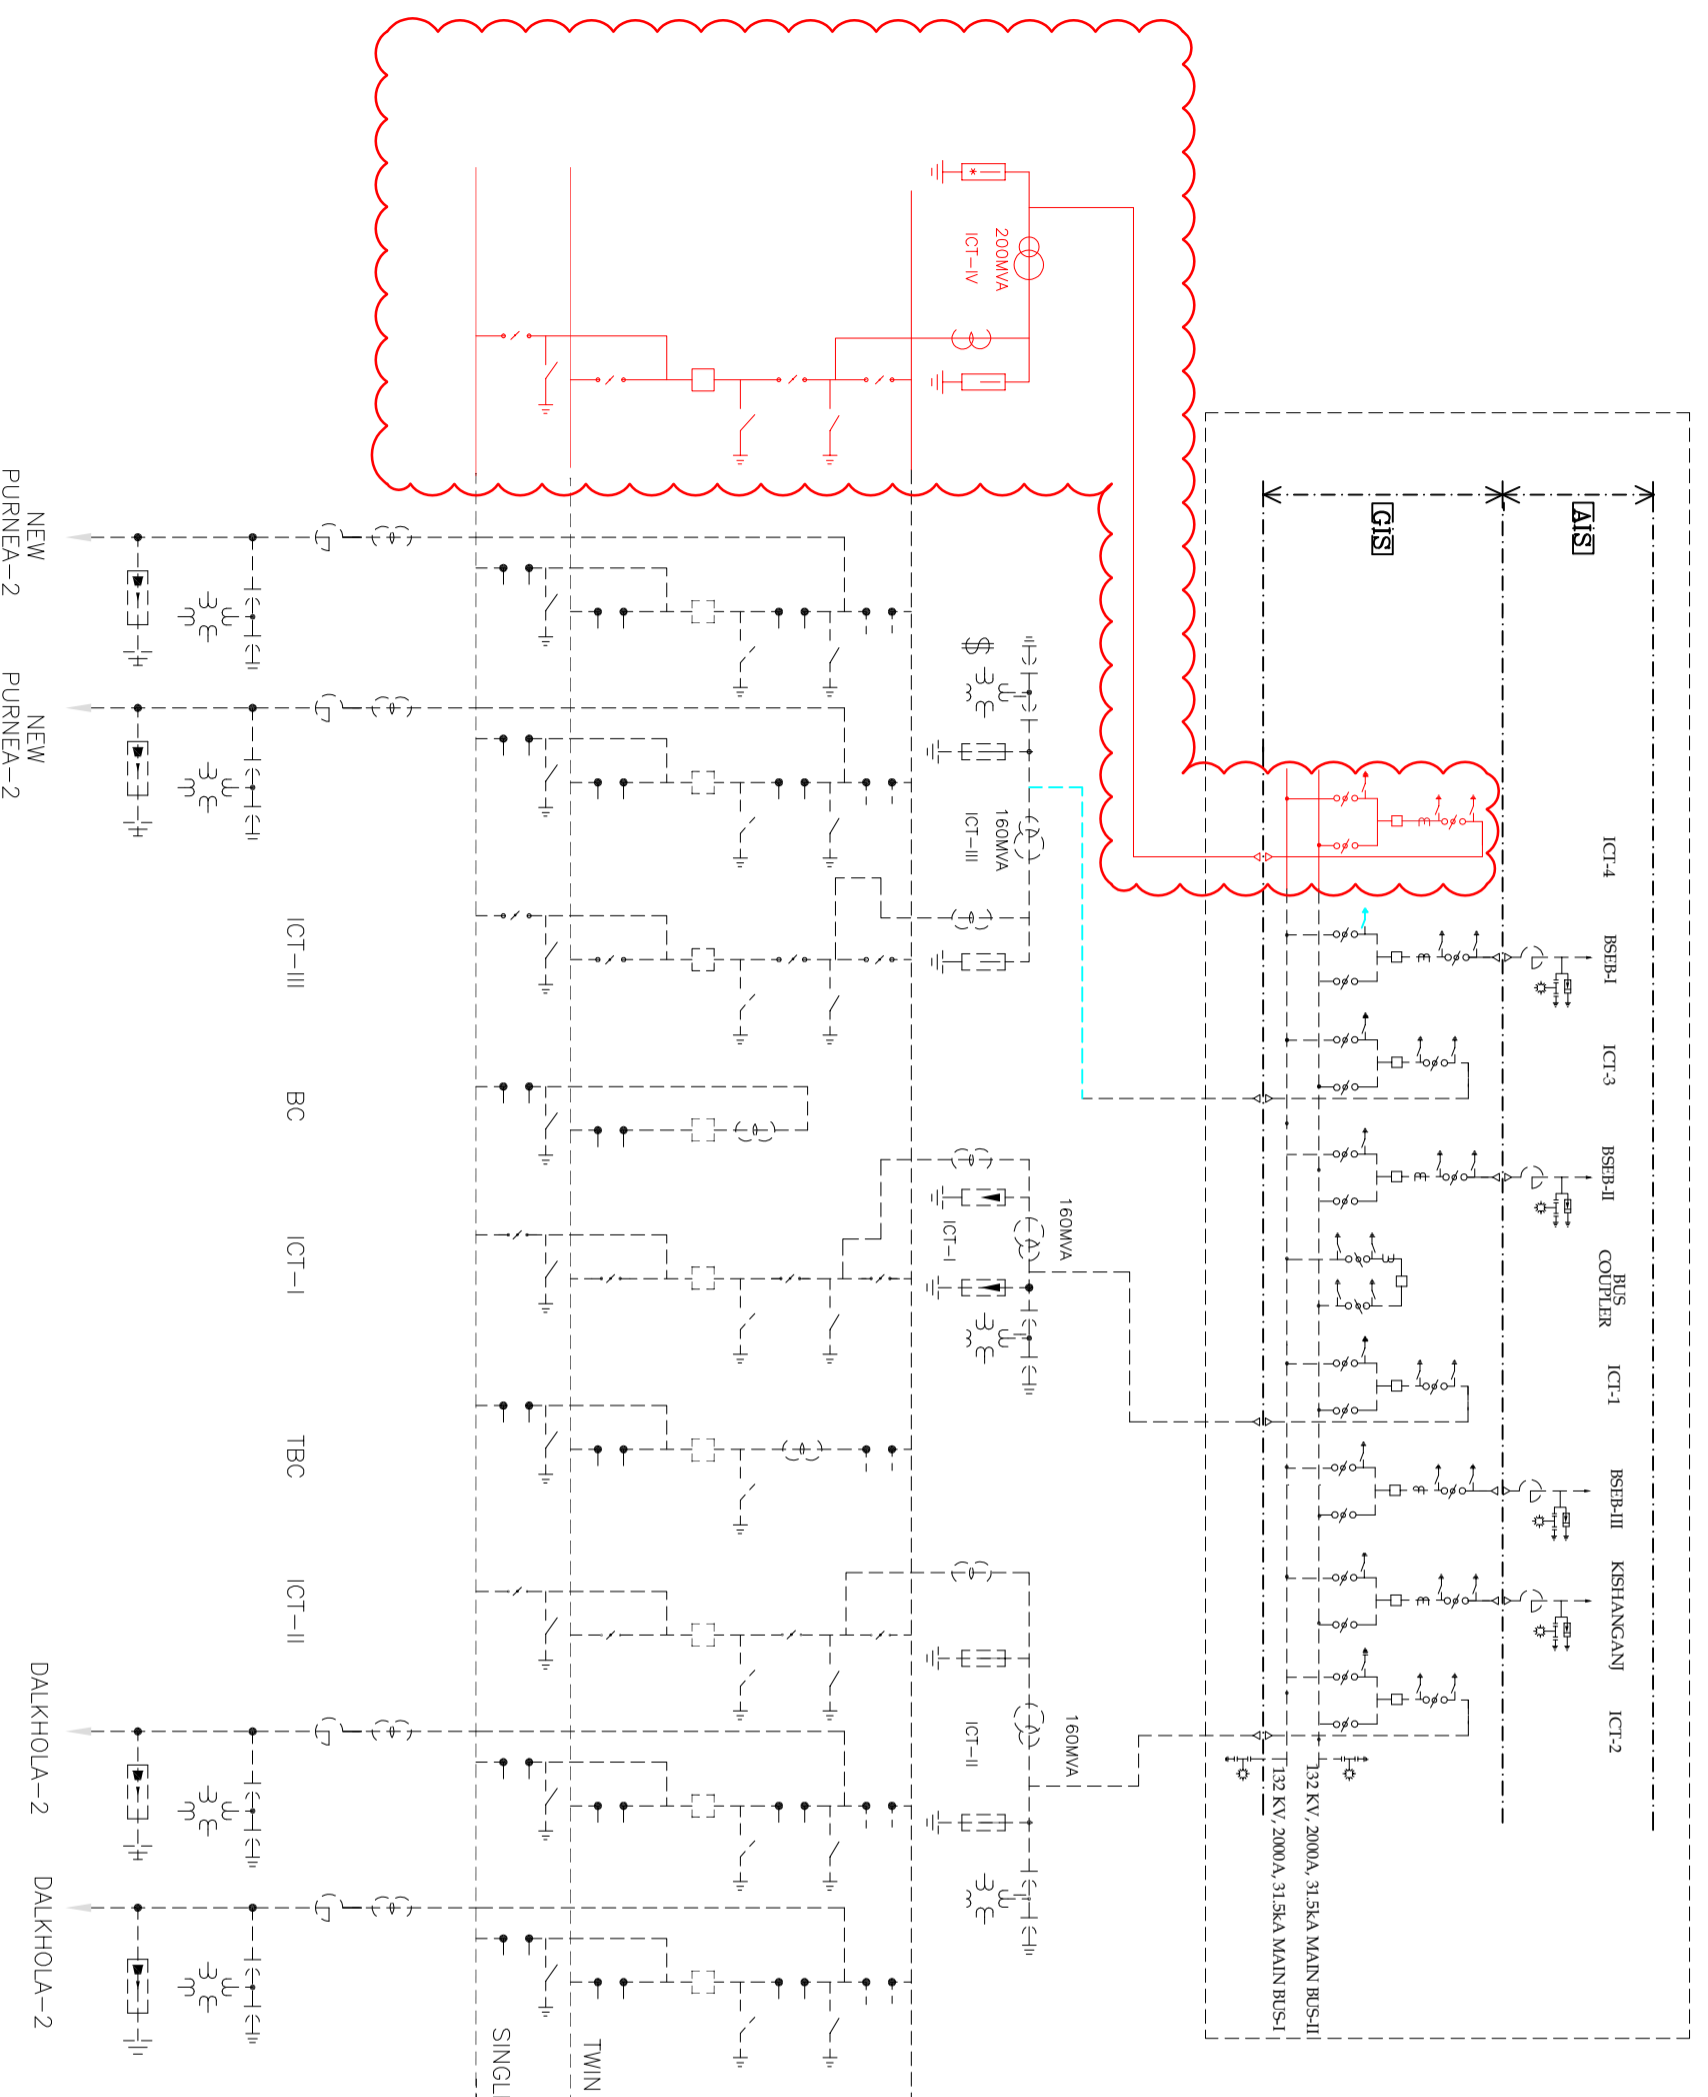 AIS
GIS
ICT-4
BSEB-I
ICT-3
BSEB-II
BUS
COUPLER
ICT-1
BSEB-III
KISHANGANJ
ICT-2
132 KV, 2000A, 31.5kA MAIN BUS-II
132 KV, 2000A, 31.5kA MAIN BUS-I
200MVA
ICT-IV
*
$
160MVA
ICT-III
160MVA
ICT-I
160MVA
ICT-II
TWIN
SINGL
ICT-III
BC
ICT-I
TBC
ICT-II
NEW
PURNEA-2
NEW
PURNEA-2
DALKHOLA-2
DALKHOLA-2